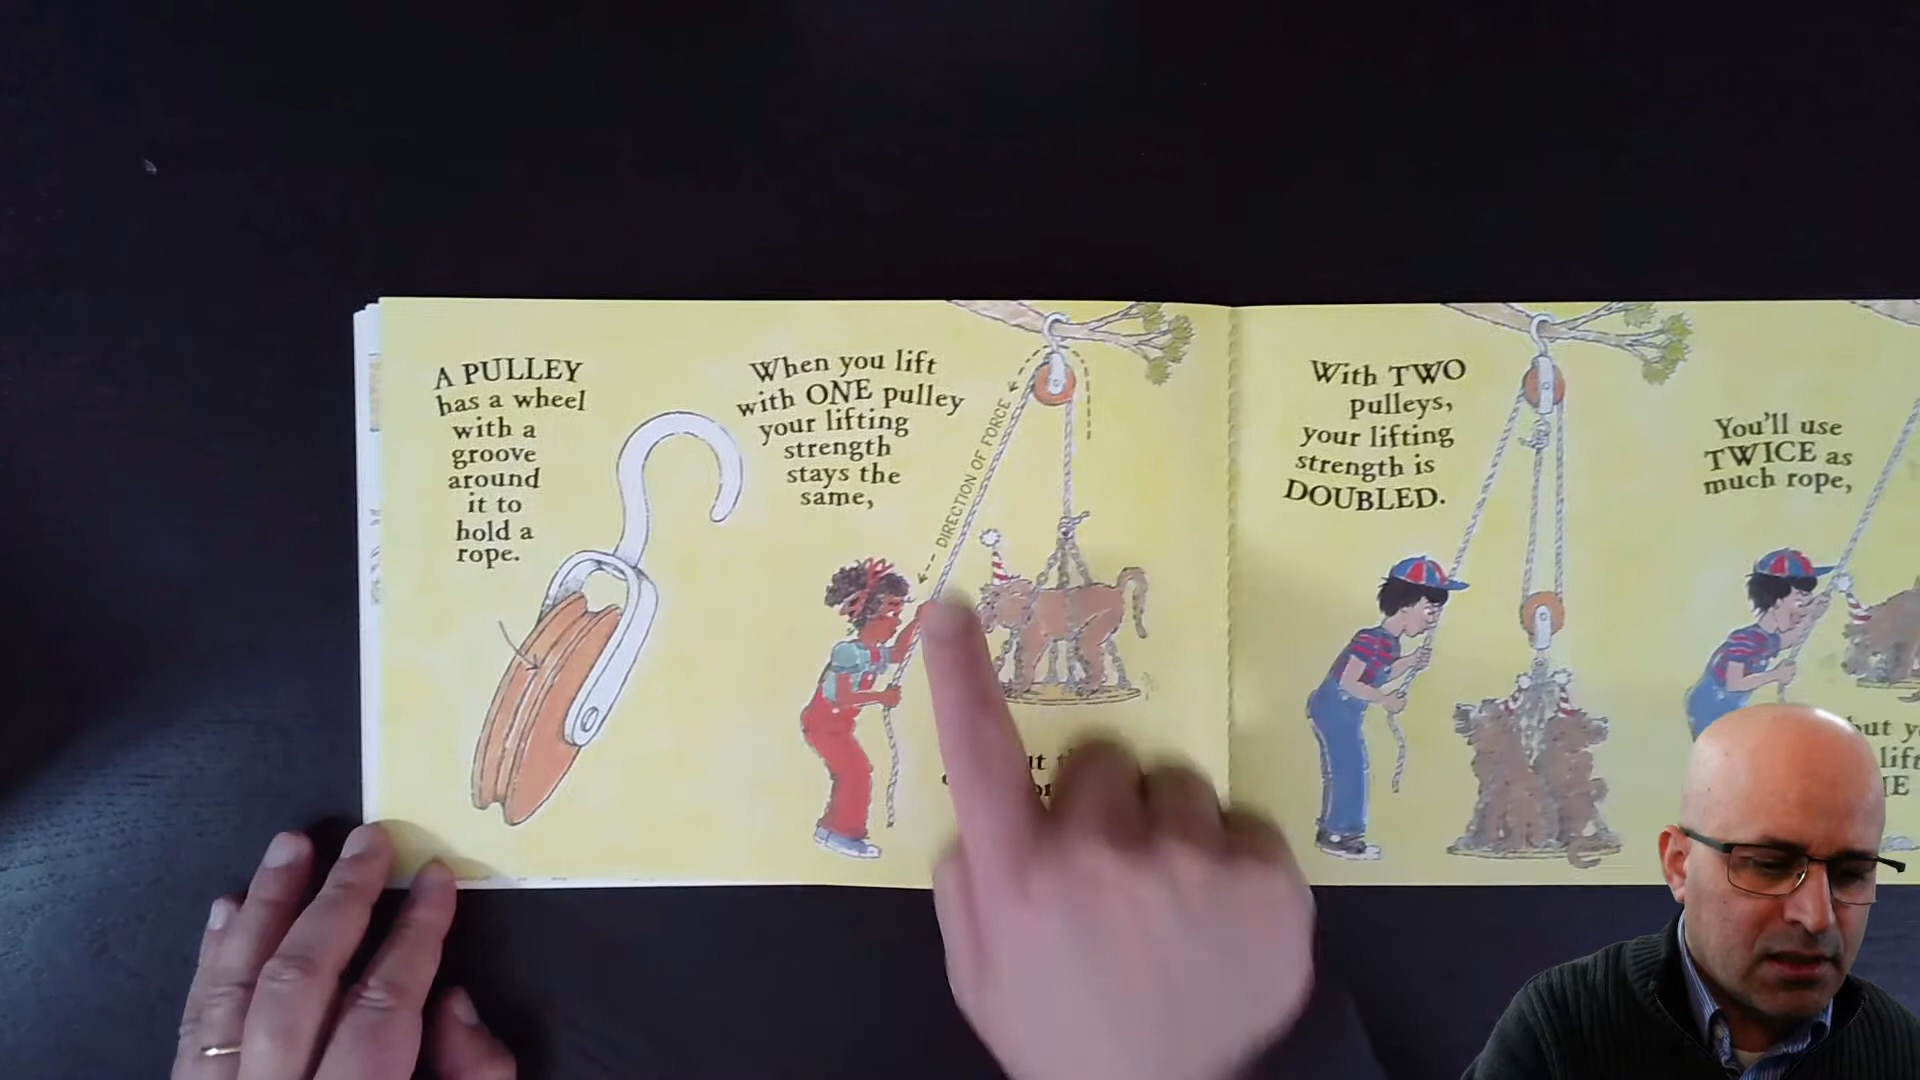 A PULLEY
has a wheel
with a
groove
around
it to
hold a
rope.
When you lift
with ONE pulley
your lifting
strength
stays the
same,
DIRECTION OF FORCE
With TWO
pulleys,
your lifting
strength is
DOUBLED.
You'll use
TWICE as
much rope,
but
lift